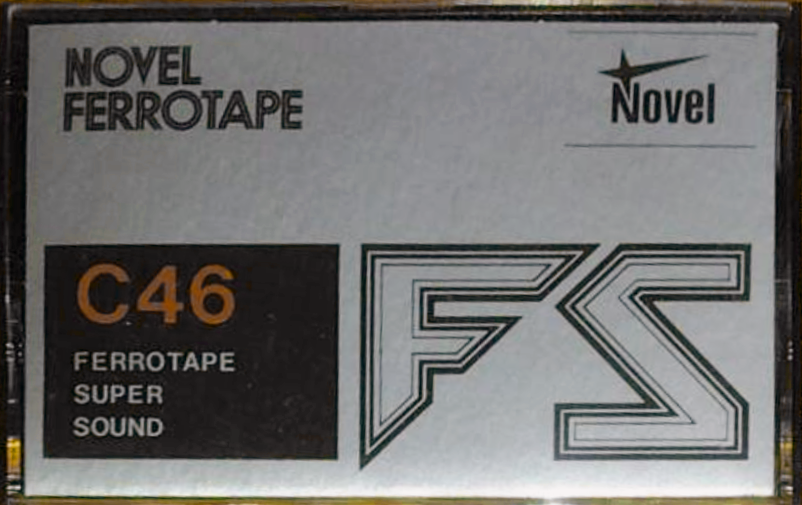 NOVEL
FERROTAPE
Novel
C46
FERROTAPE
SUPER
SOUND
FS